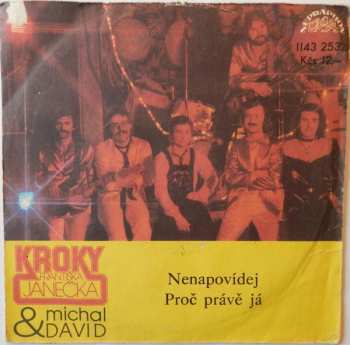 SUPRAPHON
1143 2532
Kčs 12,–
KROKY
FRANTIŠKA
JANEČKA
& michal
DAVID
Nenapovídej
Proč právě já